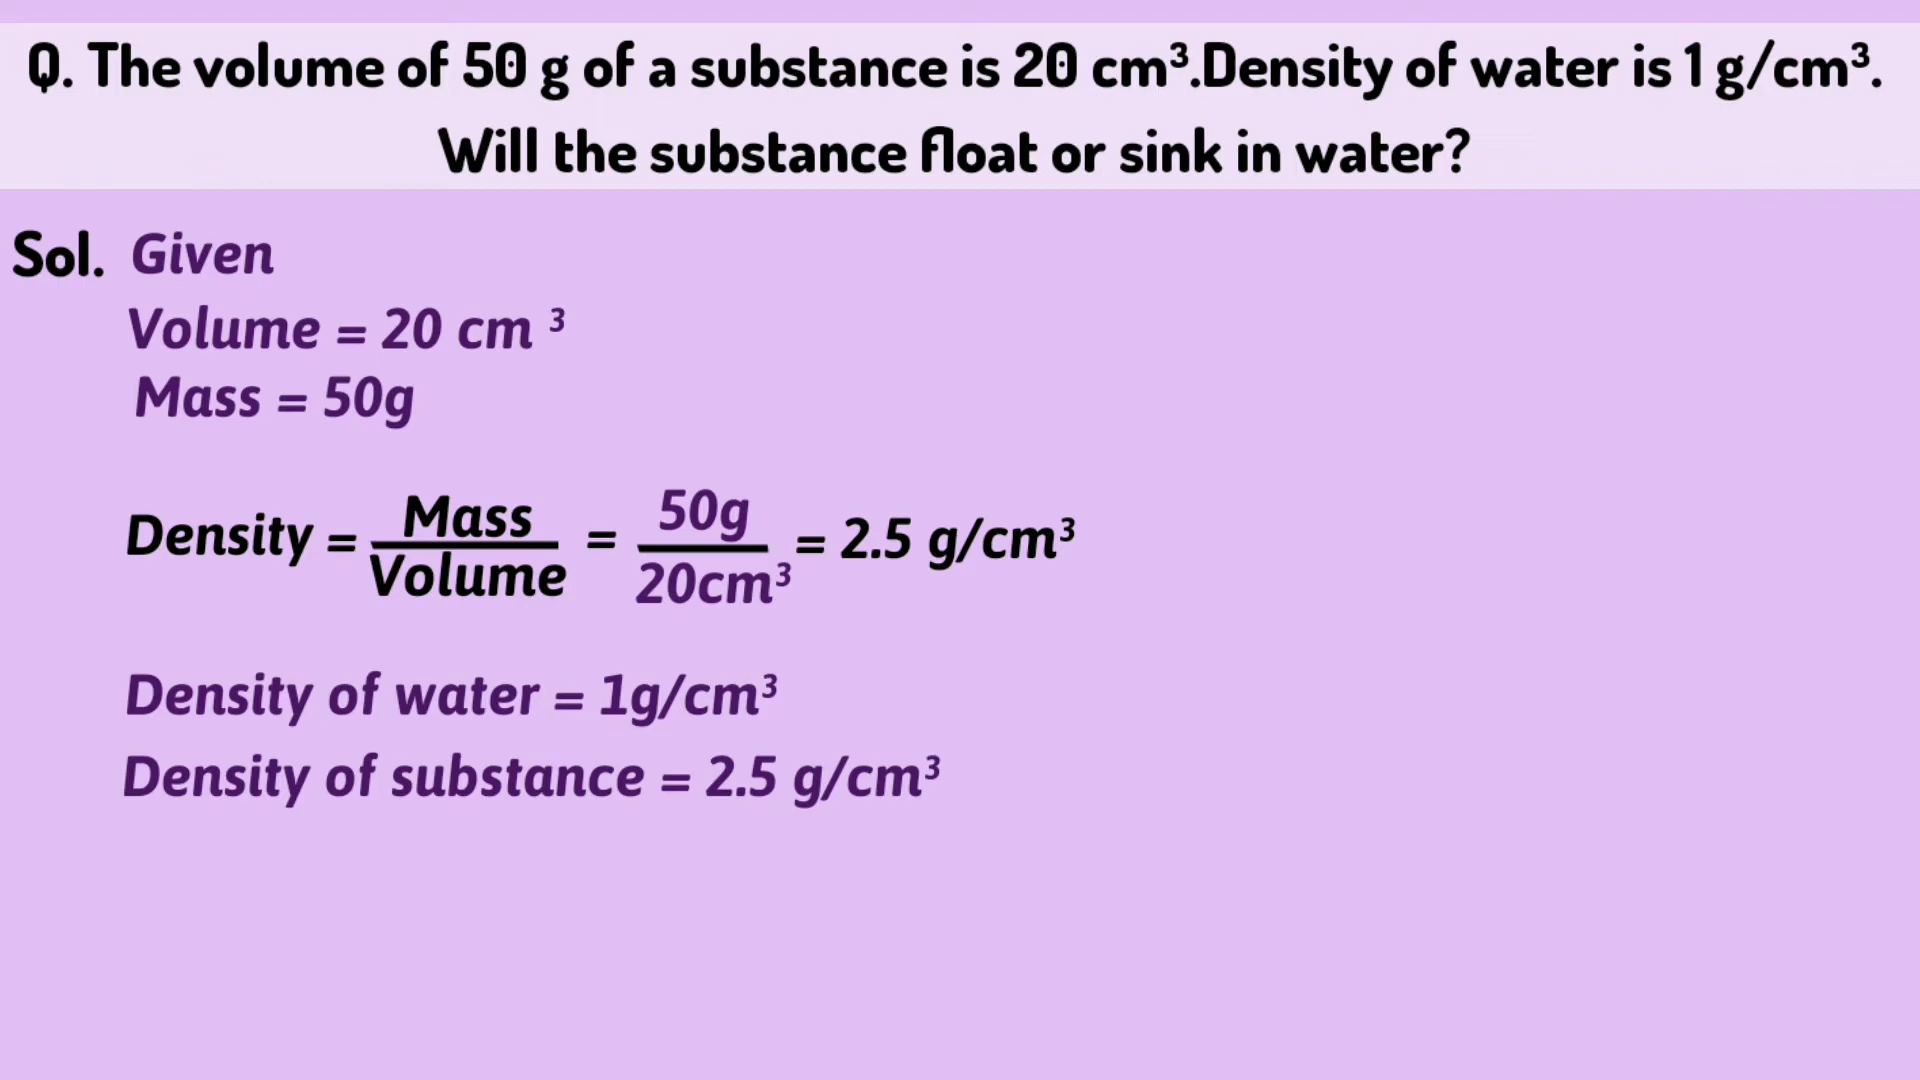 Q. The volume of 50 g of a substance is 20 cm³.Density of water is 1 g/cm³.
Will the substance float or sink in water?
Sol. Given
Volume = 20 cm ³
Mass = 50g
Density = Mass/Volume = 50g/20cm³ = 2.5 g/cm³
Density of water = 1g/cm³
Density of substance = 2.5 g/cm³